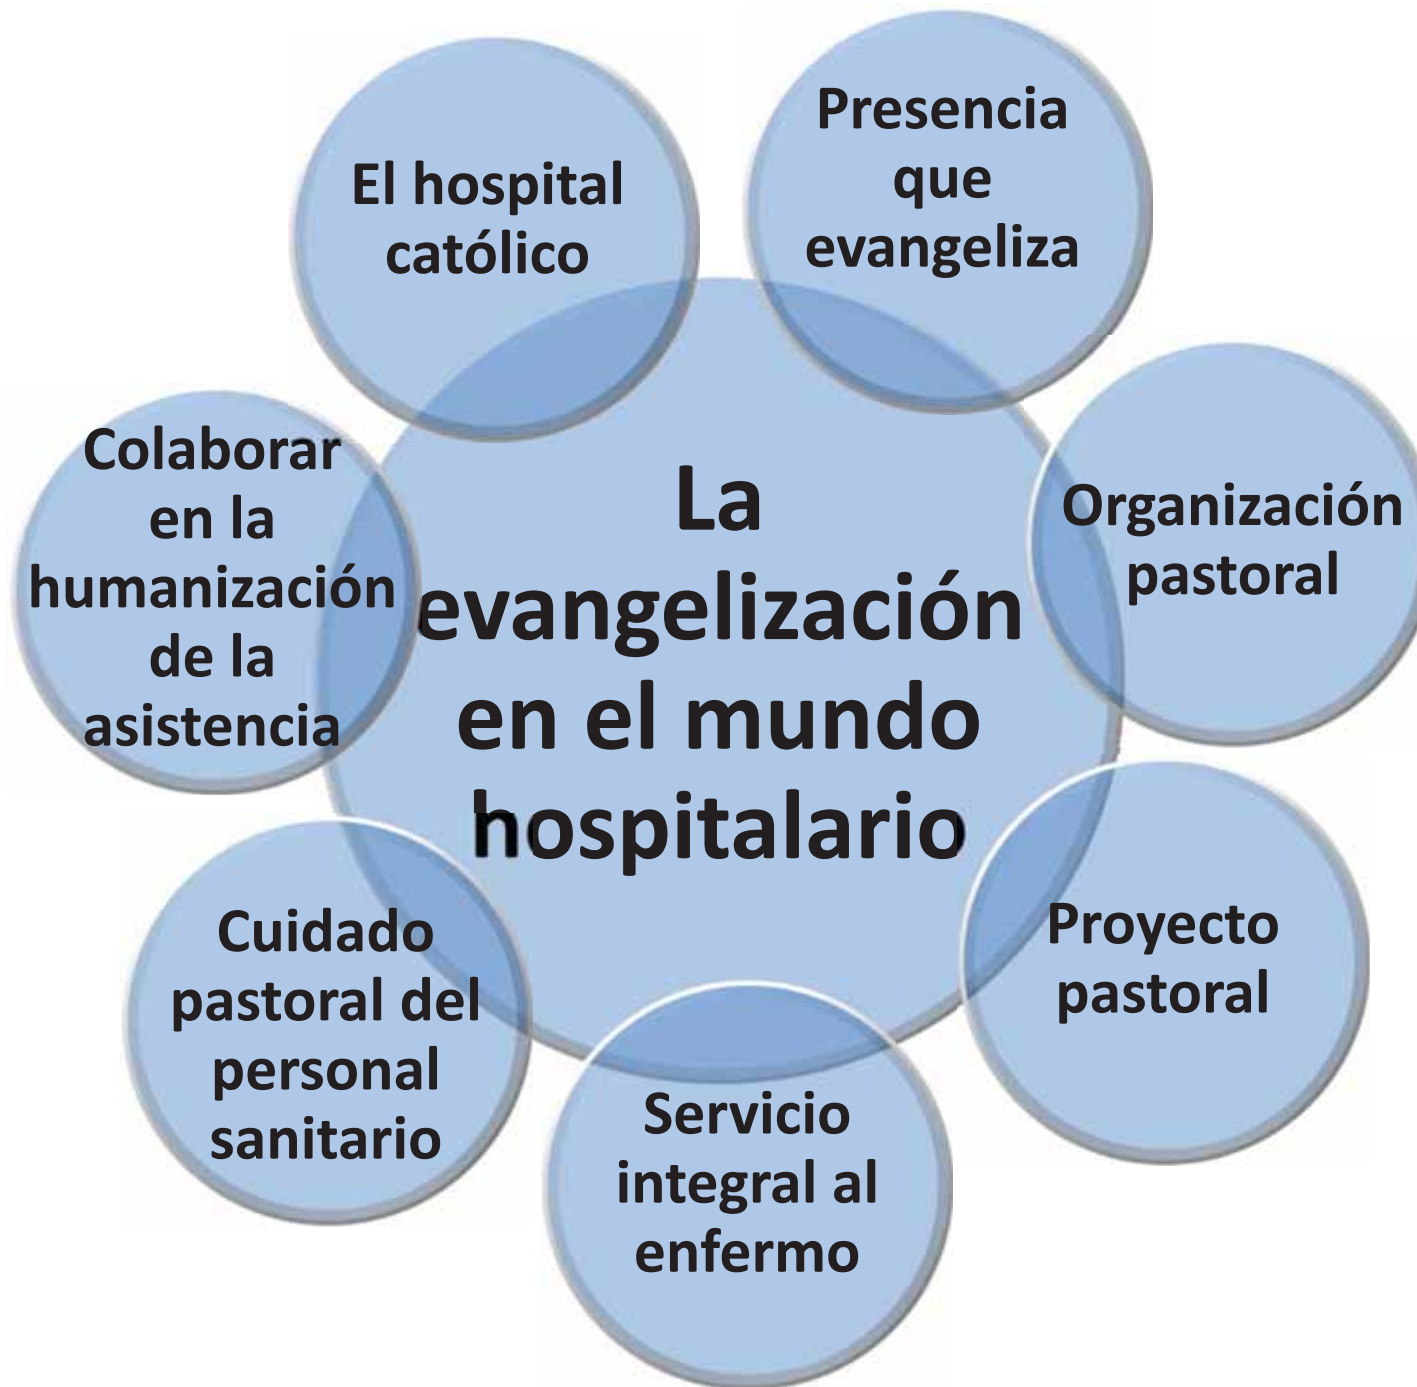 Presencia
que
evangeliza
El hospital
católico
Organización
pastoral
Colaborar
en la
humanización
de la
asistencia
La
evangelización
en el mundo
hospitalario
Proyecto
pastoral
Cuidado
pastoral del
personal
sanitario
Servicio
integral al
enfermo